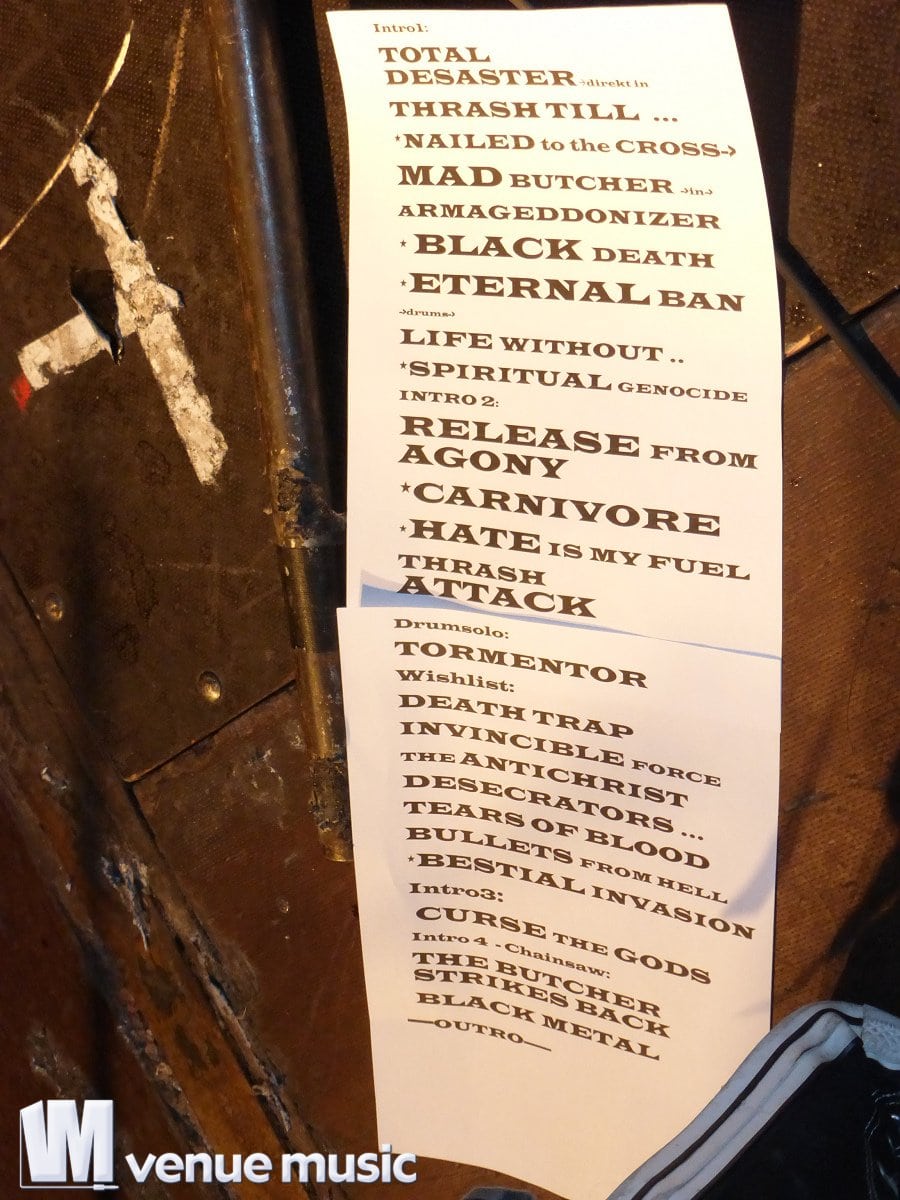 Intro1:
TOTAL
DESASTER →direkt in
THRASH TILL ...
*NAILED to the CROSS→
MAD BUTCHER →in→
ARMAGEDDONIZER
* BLACK DEATH
*ETERNAL BAN
→drums→
LIFE WITHOUT ..
*SPIRITUAL GENOCIDE
INTRO 2:
RELEASE FROM
AGONY
*CARNIVORE
*HATE IS MY FUEL
THRASH
ATTACK
Drumsolo:
TORMENTOR
Wishlist:
DEATH TRAP
INVINCIBLE FORCE
THE ANTICHRIST
DESECRATORS ...
TEARS OF BLOOD
BULLETS FROM HELL
*BESTIAL INVASION
Intro3:
CURSE THE GODS
Intro 4 - Chainsaw:
THE BUTCHER
STRIKES BACK
BLACK METAL
—OUTRO—
VM venue music